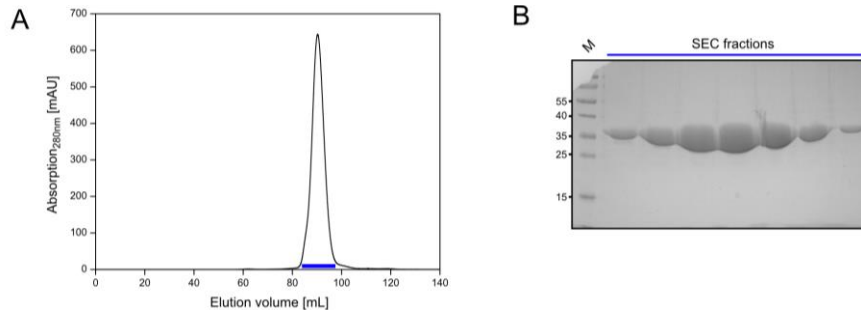 A
Absorption280nm [mAU]
700
600
500
400
300
200
100
0
0 20 40 60 80 100 120 140
Elution volume [mL]
B
M
SEC fractions
55
40
35
25
15